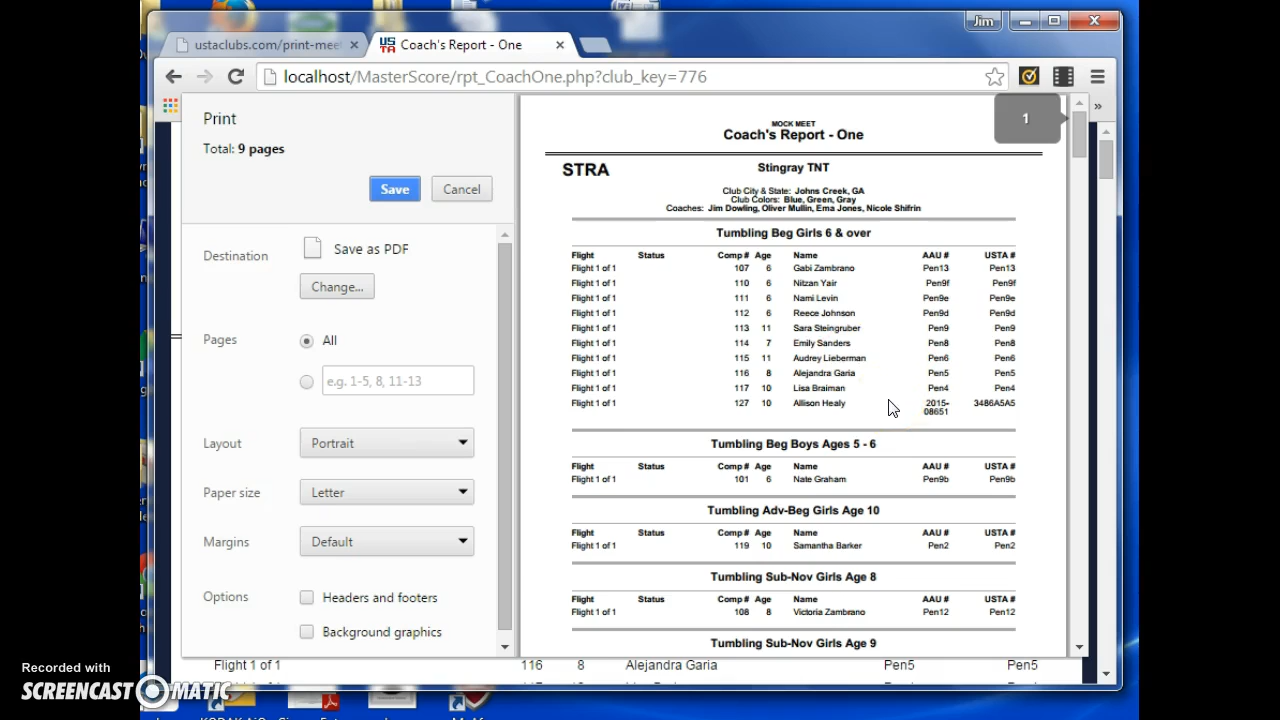 Jim
ustaclubs.com/print-mee
US
TA
Coach's Report - One
localhost/MasterScore/rpt_CoachOne.php?club_key=776
Print
Total: 9 pages
Save
Cancel
Destination
Save as PDF
Change...
Pages
All
e.g. 1-5, 8, 11-13
Layout
Portrait
Paper size
Letter
Margins
Default
Options
Headers and footers
Background graphics
1
MOCK MEET
Coach's Report - One
STRA Stingray TNT
Club City & State: Johns Creek, GA
Club Colors: Blue, Green, Gray
Coaches: Jim Dowling, Oliver Mullin, Ema Jones, Nicole Shifrin
Tumbling Beg Girls 6 & over
Flight Status Comp # Age Name AAU # USTA #
Flight 1 of 1 107 6 Gabi Zambrano Pen13 Pen13
Flight 1 of 1 110 6 Nitzan Yair Pen9f Pen9f
Flight 1 of 1 111 6 Nami Levin Pen9e Pen9e
Flight 1 of 1 112 6 Reece Johnson Pen9d Pen9d
Flight 1 of 1 113 11 Sara Steingruber Pen9 Pen9
Flight 1 of 1 114 7 Emily Sanders Pen8 Pen8
Flight 1 of 1 115 11 Audrey Lieberman Pen6 Pen6
Flight 1 of 1 116 8 Alejandra Garia Pen5 Pen5
Flight 1 of 1 117 10 Lisa Braiman Pen4 Pen4
Flight 1 of 1 127 10 Allison Healy 2015- 3486A5A5
08651
Tumbling Beg Boys Ages 5 - 6
Flight Status Comp # Age Name AAU # USTA #
Flight 1 of 1 101 6 Nate Graham Pen9b Pen9b
Tumbling Adv-Beg Girls Age 10
Flight Status Comp # Age Name AAU # USTA #
Flight 1 of 1 119 10 Samantha Barker Pen2 Pen2
Tumbling Sub-Nov Girls Age 8
Flight Status Comp # Age Name AAU # USTA #
Flight 1 of 1 108 8 Victoria Zambrano Pen12 Pen12
Tumbling Sub-Nov Girls Age 9
Flight 1 of 1 116 8 Alejandra Garia Pen5 Pen5
Recorded with
SCREENCAST MATIC